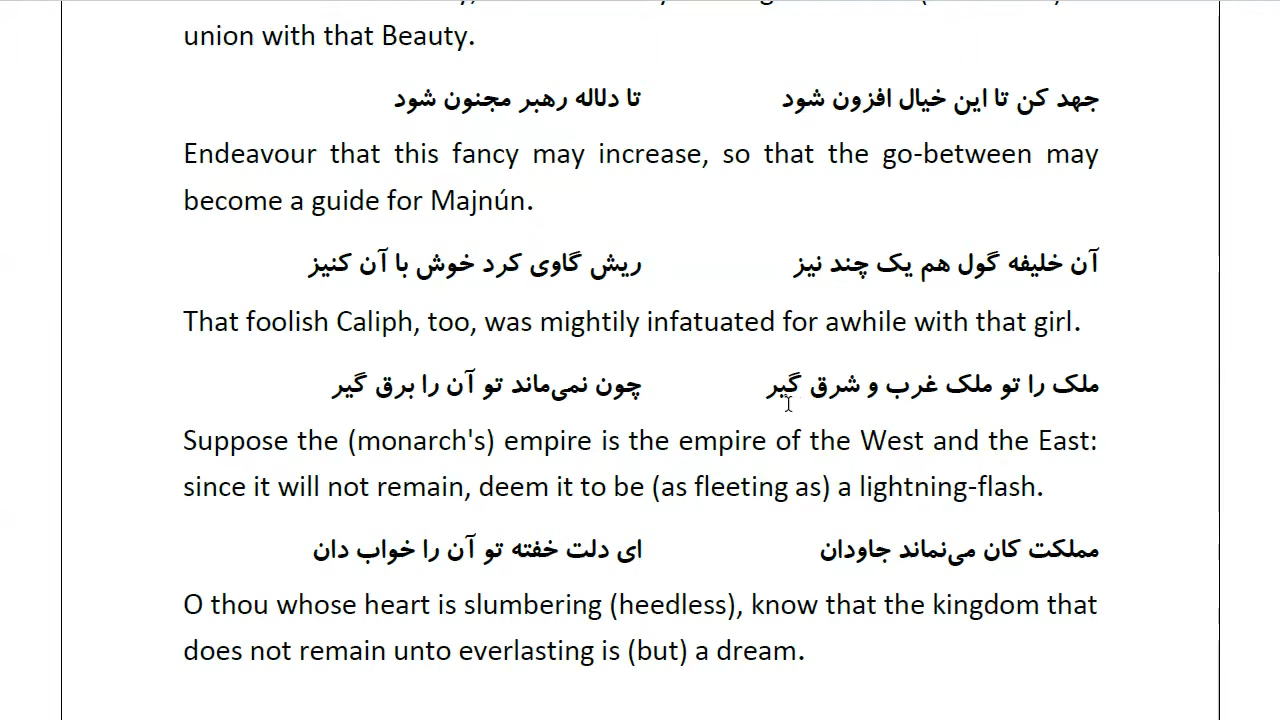 union with that Beauty.
جهد کن تا این خیال افزون شود تا دلاله رهبر مجنون شود
Endeavour that this fancy may increase, so that the go-between may
become a guide for Majnún.
آن خلیفه گول هم یک چند نیز ریش گاوی کرد خوش با آن کنیز
That foolish Caliph, too, was mightily infatuated for awhile with that girl.
ملک را تو ملک غرب و شرق گیر چون نمی‌ماند تو آن را برق گیر
Suppose the (monarch's) empire is the empire of the West and the East:
since it will not remain, deem it to be (as fleeting as) a lightning-flash.
مملکت کان می‌نماند جاودان ای دلت خفته تو آن را خواب دان
O thou whose heart is slumbering (heedless), know that the kingdom that
does not remain unto everlasting is (but) a dream.